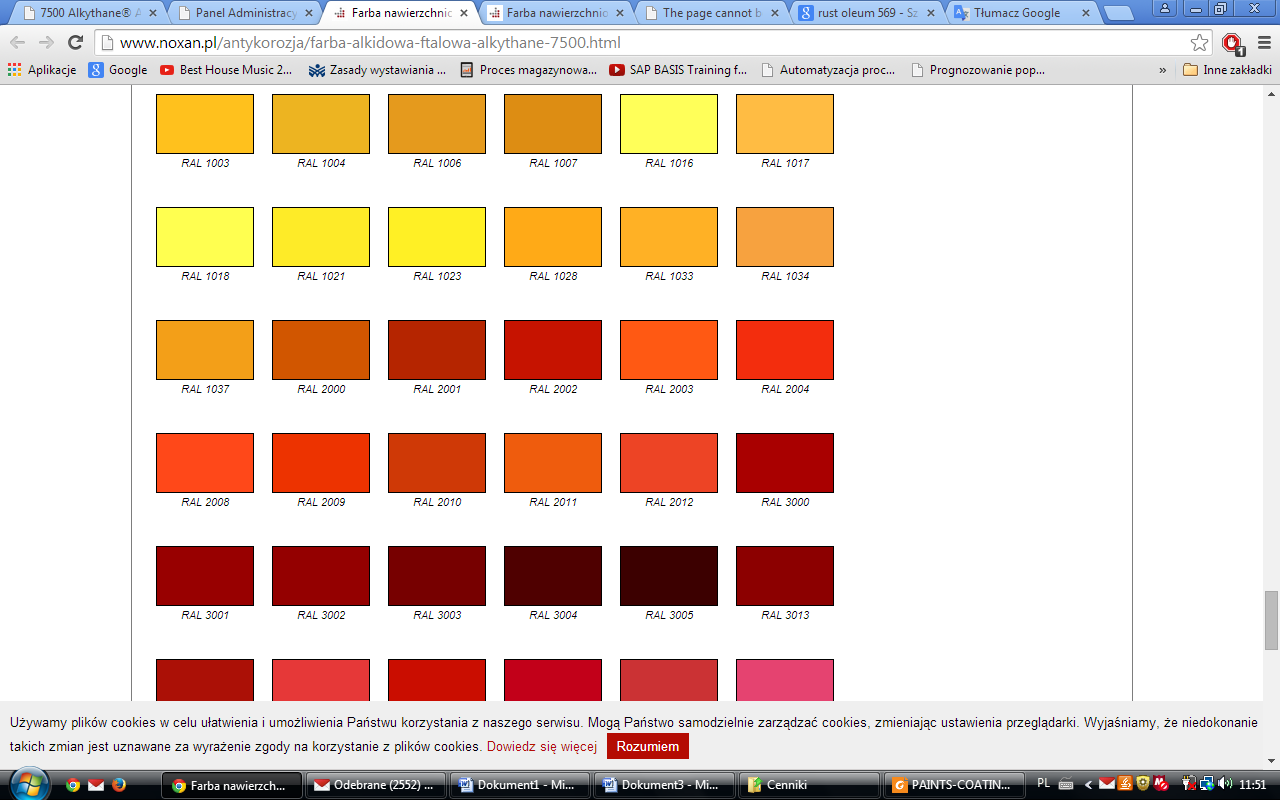 7500 Alkythane® A
Panel Administracy
Farba nawierzchnic
Farba nawierzchnio
The page cannot b
rust oleum 569 - Sz
Tłumacz Google
www.noxan.pl/antykorozja/farba-alkidowa-ftalowa-alkythane-7500.html
1
Aplikacje
Google
Best House Music 2...
Zasady wystawiania ...
Proces magazynowa...
SAP BASIS Training f...
Automatyzacja proc...
Prognozowanie pop...
»
Inne zakładki
RAL 1003 RAL 1004 RAL 1006 RAL 1007 RAL 1016 RAL 1017
RAL 1018 RAL 1021 RAL 1023 RAL 1028 RAL 1033 RAL 1034
RAL 1037 RAL 2000 RAL 2001 RAL 2002 RAL 2003 RAL 2004
RAL 2008 RAL 2009 RAL 2010 RAL 2011 RAL 2012 RAL 3000
RAL 3001 RAL 3002 RAL 3003 RAL 3004 RAL 3005 RAL 3013
Używamy plików cookies w celu ułatwienia i umożliwienia Państwu korzystania z naszego serwisu. Mogą Państwo samodzielnie zarządzać cookies, zmieniając ustawienia przeglądarki. Wyjaśniamy, że niedokonanie
takich zmian jest uznawane za wyrażenie zgody na korzystanie z plików cookies. Dowiedz się więcej Rozumiem
Farba nawierzch...
Odebrane (2552) ...
Dokument1 - Mi...
Dokument3 - Mi...
Cenniki
PAINTS-COATIN...
PL
11:51